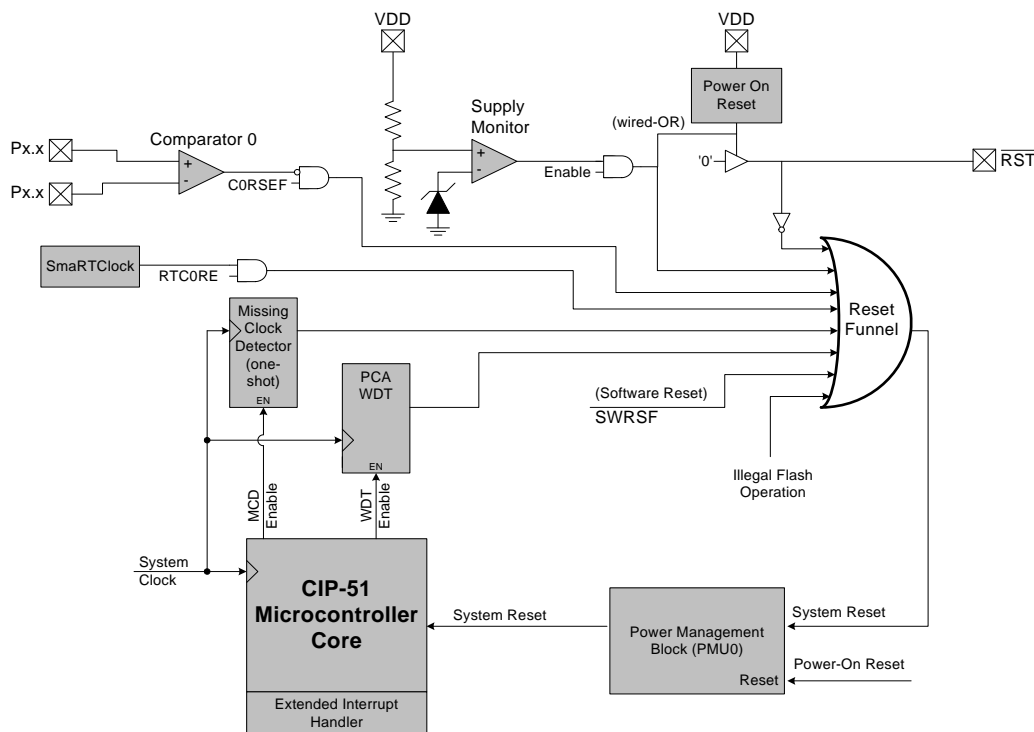 VDD
VDD
Power On
Reset
Supply
Monitor
(wired-OR)
Comparator 0
Px.x
Px.x
+
-
C0RSEF
+
-
Enable
'0'
RST
SmaRTClock
RTC0RE
Missing
Clock
Detector
(one-
shot)
EN
PCA
WDT
EN
Reset
Funnel
(Software Reset)
SWRSF
Illegal Flash
Operation
MCD
Enable
WDT
Enable
System
Clock
CIP-51
Microcontroller
Core
Extended Interrupt
Handler
System Reset
Power Management
Block (PMU0)
Reset
System Reset
Power-On Reset